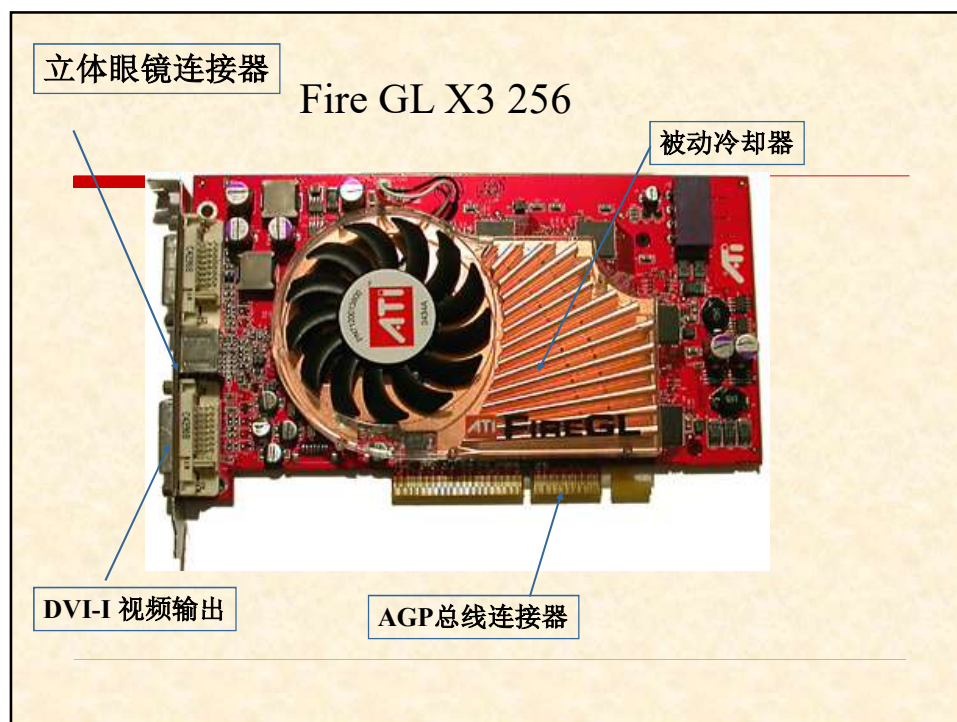 立体眼镜连接器
Fire GL X3 256
被动冷却器
ATI
ATI
ATI FIREGL
DVI-I 视频输出
AGP总线连接器